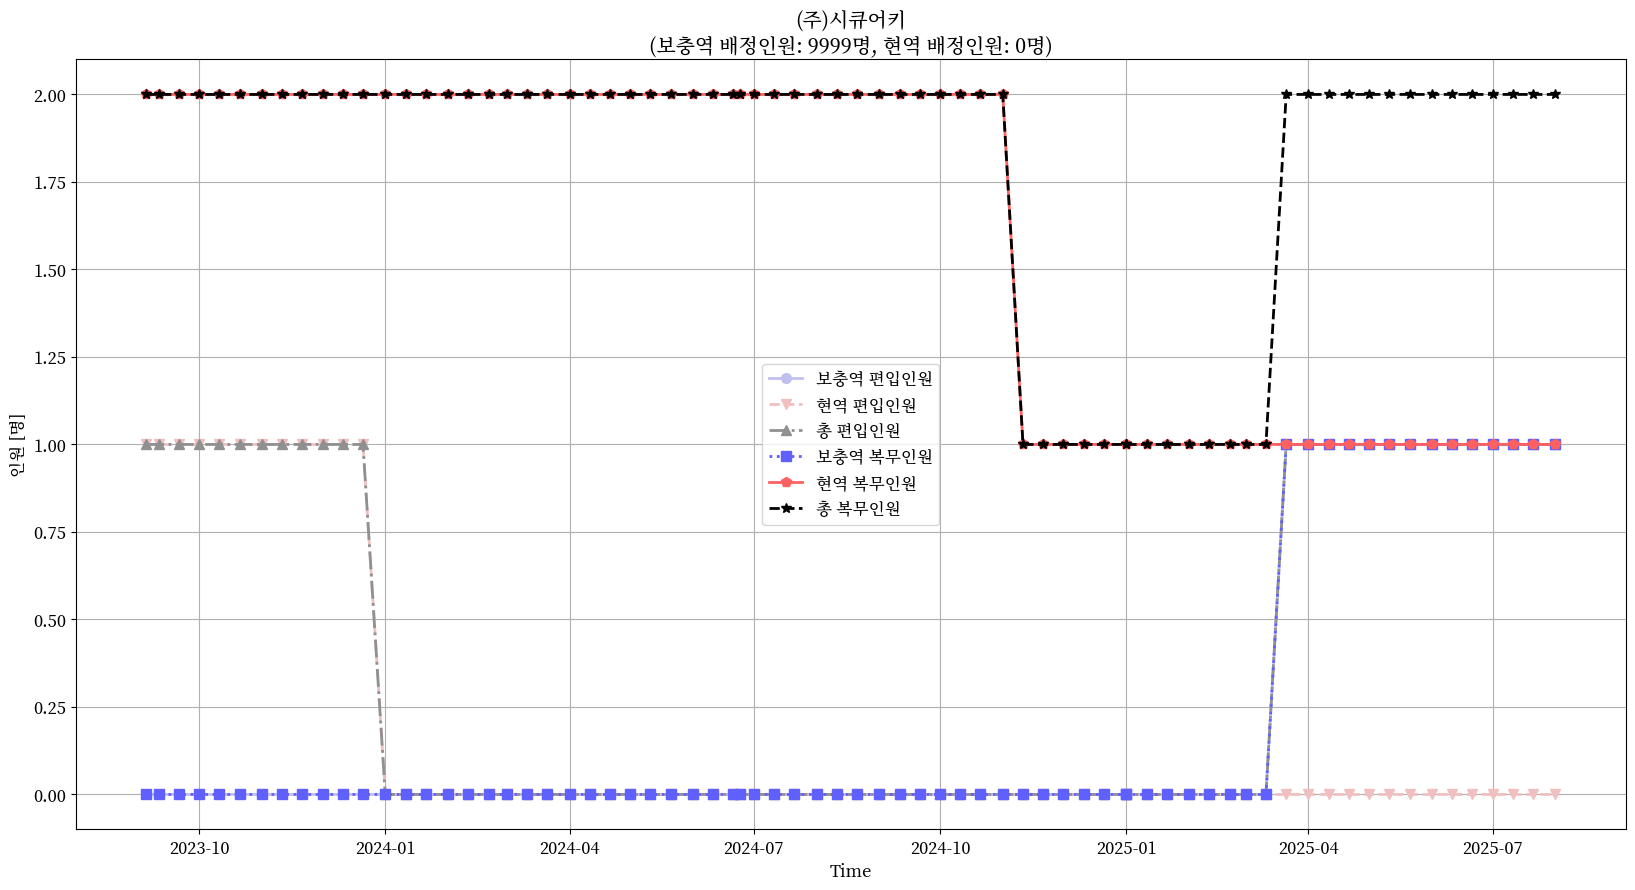 (주)시큐어키
(보충역 배정인원: 9999명, 현역 배정인원: 0명)
인원 [명]
2.00
1.75
1.50
1.25
1.00
0.75
0.50
0.25
0.00
보충역 편입인원
현역 편입인원
총 편입인원
보충역 복무인원
현역 복무인원
총 복무인원
2023-10
2024-01
2024-04
2024-07
2024-10
2025-01
2025-04
2025-07
Time